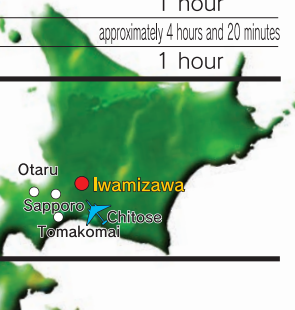 1 hour
approximately 4 hours and 20 minutes
1 hour
Otaru
Iwamizawa
Sapporo
Chitose
Tomakomai